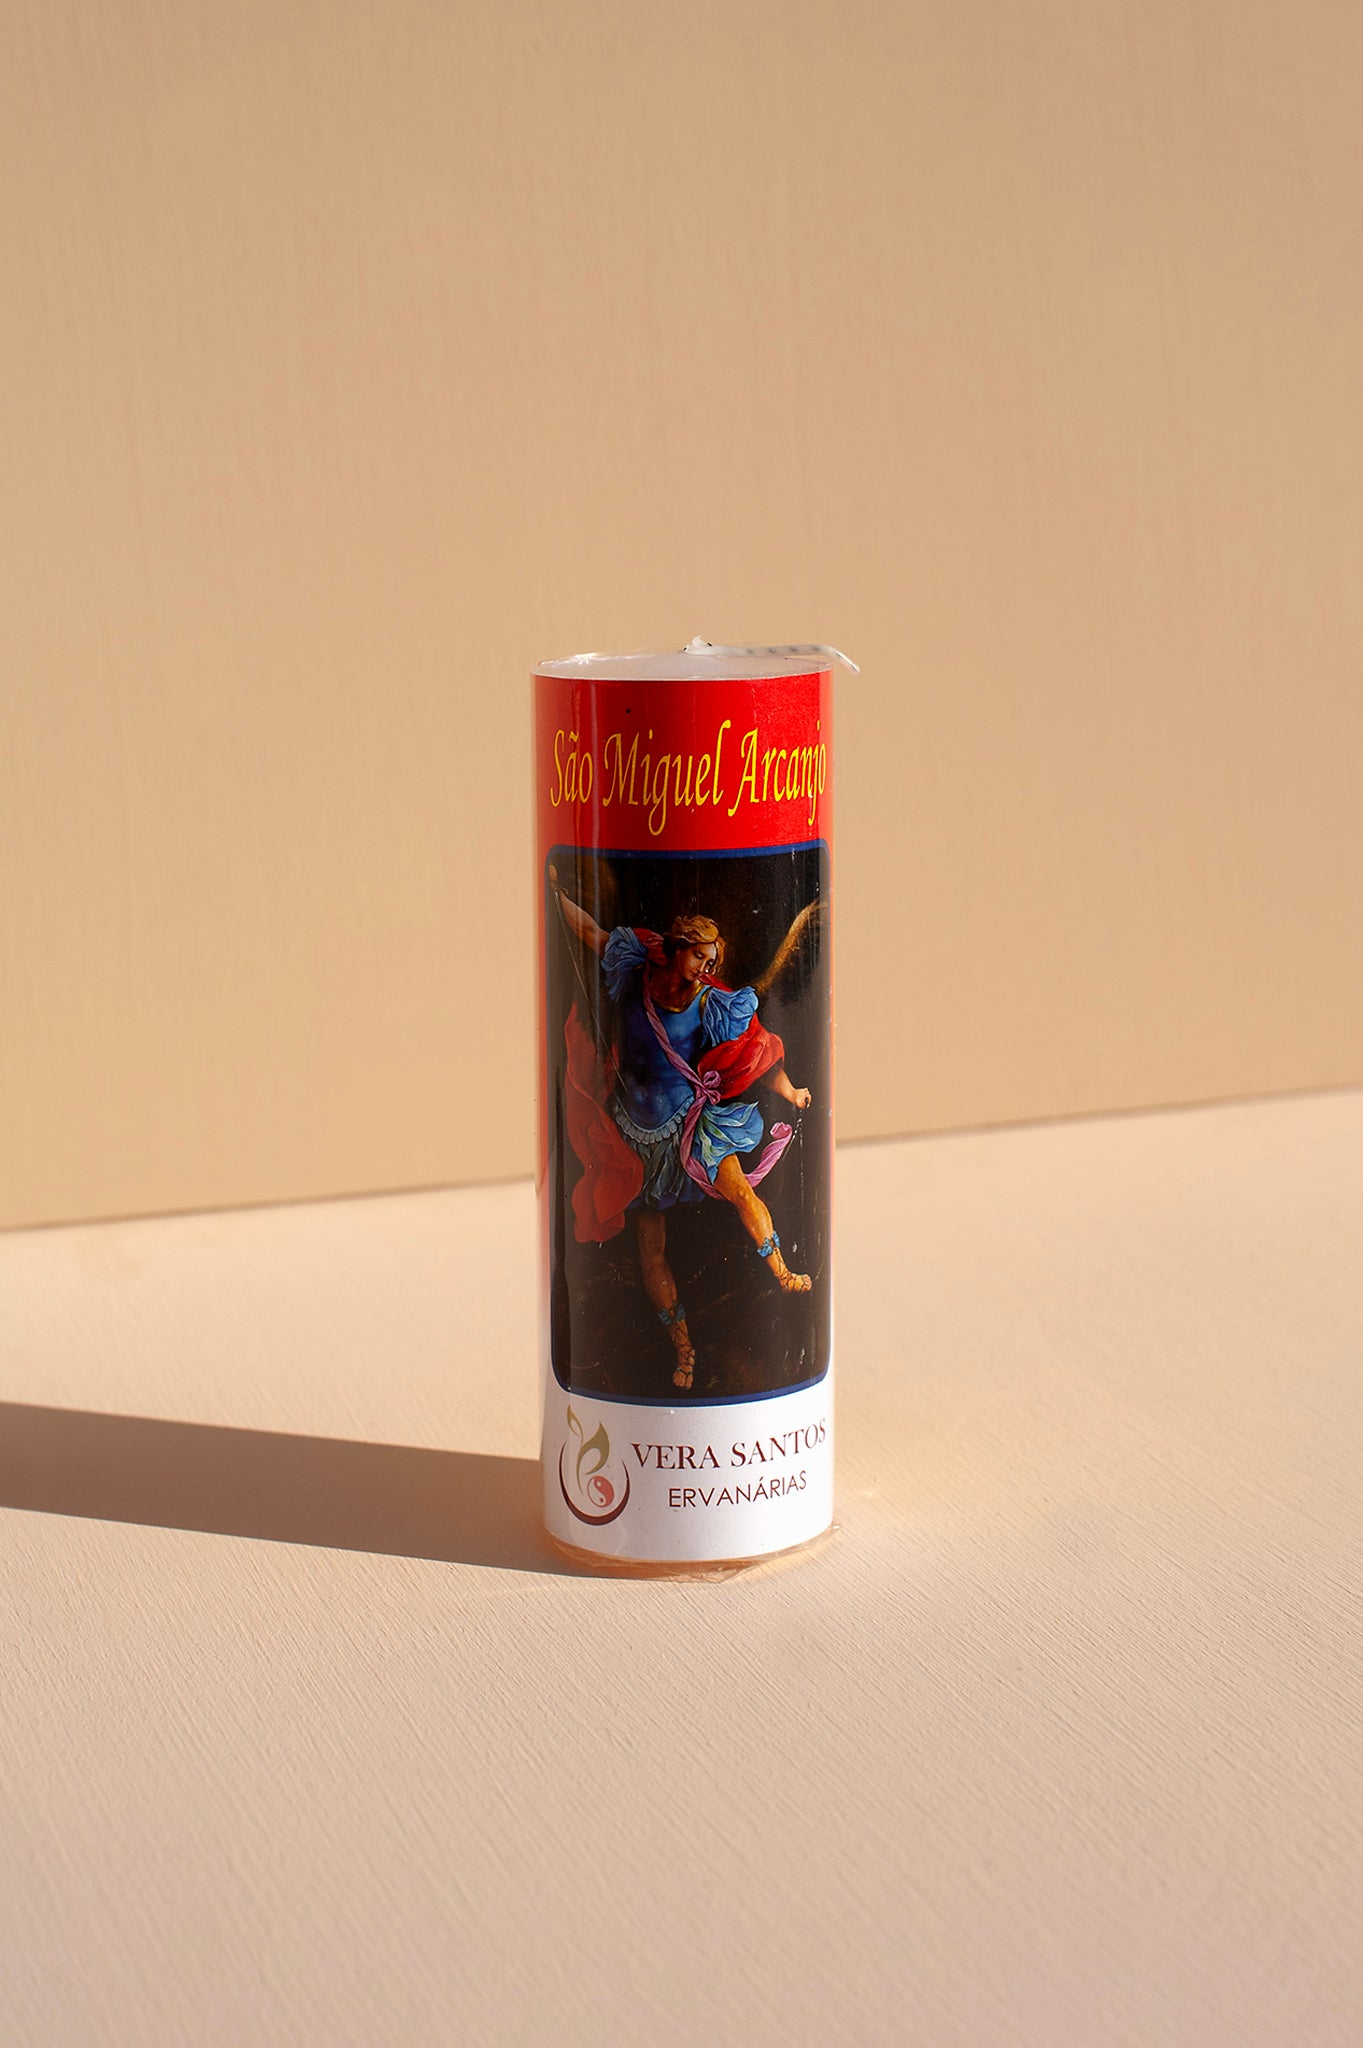 São Miguel Arcanjo
VERA SANTOS
ERVANÁRIAS